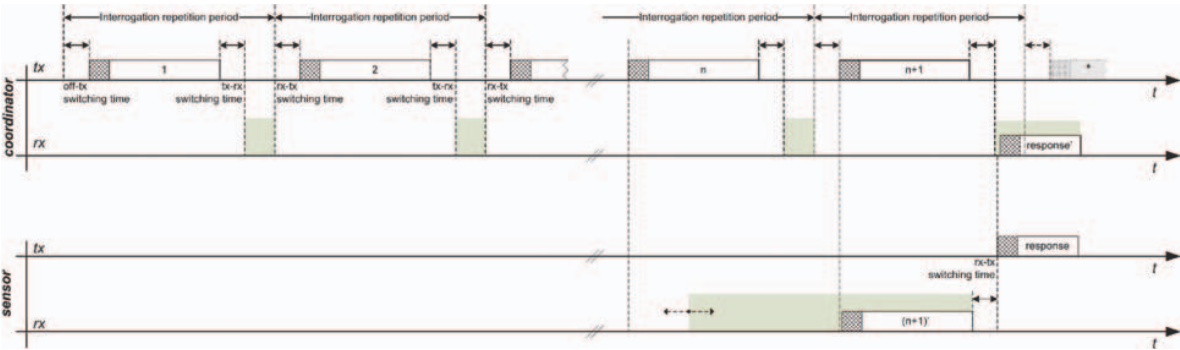 Interrogation repetition period
Interrogation repetition period
Interrogation repetition period
Interrogation repetition period
coordinator
tx
1
2
n
n+1
*
t
off-tx
switching time
tx-rx
switching time
rx-tx
switching time
tx-rx
switching time
rx-tx
switching time
rx
response'
t
sensor
tx
response
t
rx-tx
switching time
rx
(n+1)'
t